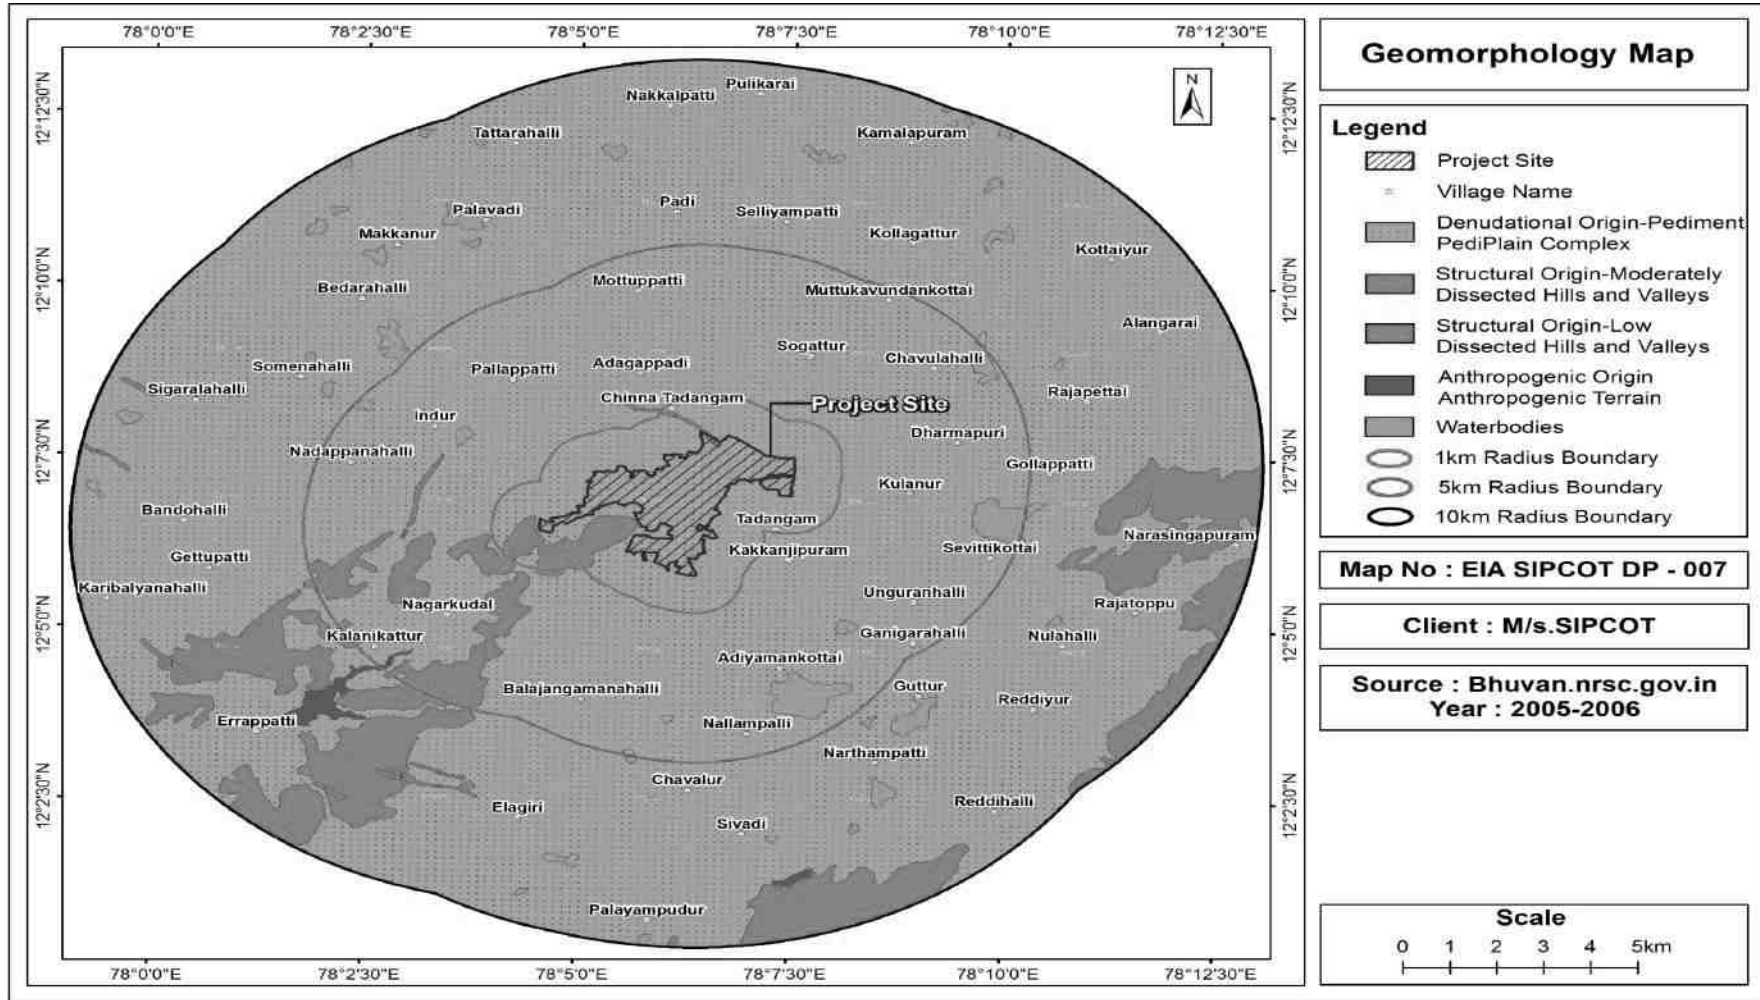 78°0'0"E 78°2'30"E 78°5'0"E 78°7'30"E 78°10'0"E 78°12'30"E
12°12'30"N
12°10'0"N
12°7'30"N
12°5'0"N
12°2'30"N
N
Pulikarai
Nakkalpatti
Tattarahalli
Kamalapuram
Padi
Palavadi
Selliyampatti
Makkanur
Kollagattur
Kottaiyur
Mottuppatti
Bedarahalli
Muttukavundankottai
Alangarai
Sogattur
Chavulahalli
Somenahalli
Adagappadi
Pallappatti
Sigaralahalli
Rajapettai
Chinna Tadangam
Project Site
Indur
Dharmapuri
Nadappanahalli
Gollappatti
Kulanur
Bandohalli
Tadangam
Narasingapuram
Gettupatti
Kakkanjipuram
Sevittikottai
Karibalyanahalli
Unguranhalli
Nagarkudal
Rajatoppu
Kalanikattur
Ganigarahalli
Nulahalli
Adiyamankottai
Balajangamanahalli
Guttur
Reddiyur
Errappatti
Nallampalli
Narthampatti
Chavalur
Elagiri
Reddihalli
Sivadi
Palayampudur
12°12'30"N
12°10'0"N
12°7'30"N
12°5'0"N
12°2'30"N
78°0'0"E 78°2'30"E 78°5'0"E 78°7'30"E 78°10'0"E 78°12'30"E
Geomorphology Map
Legend
Project Site
Village Name
Denudational Origin-Pediment
PediPlain Complex
Structural Origin-Moderately
Dissected Hills and Valleys
Structural Origin-Low
Dissected Hills and Valleys
Anthropogenic Origin
Anthropogenic Terrain
Waterbodies
1km Radius Boundary
5km Radius Boundary
10km Radius Boundary
Map No : EIA SIPCOT DP - 007
Client : M/s.SIPCOT
Source : Bhuvan.nrsc.gov.in
Year : 2005-2006
Scale
0 1 2 3 4 5km